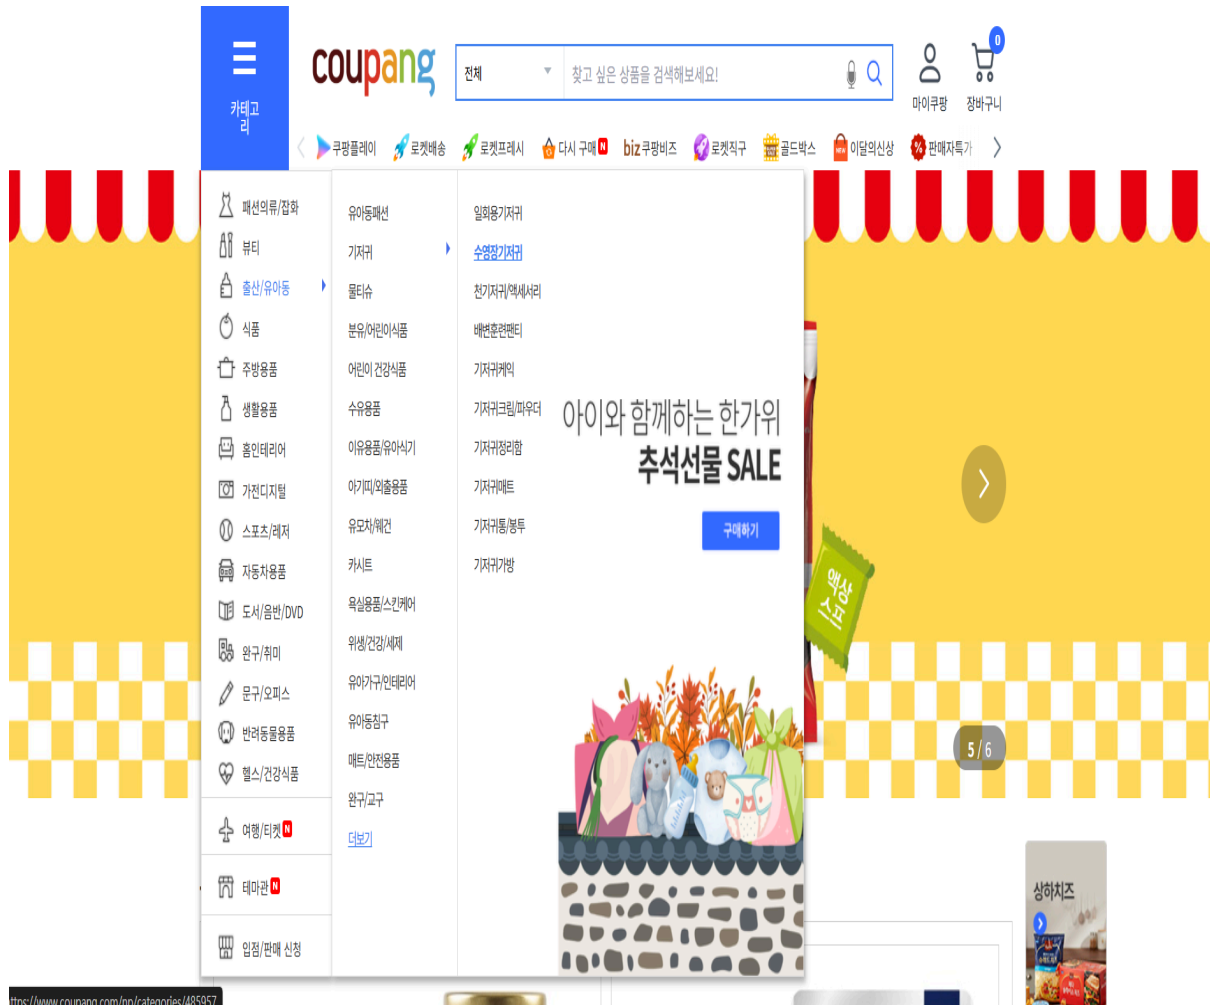 카테고
리
coupang
전체
찾고 싶은 상품을 검색해보세요!
마이쿠팡
0
장바구니
쿠팡플레이
로켓배송
로켓프레시
다시 구매 N
biz 쿠팡비즈
로켓직구
골드박스
NEW
이달의신상
%
판매자특가
패션의류/잡화
뷰티
출산/유아동
식품
주방용품
생활용품
홈인테리어
가전디지털
스포츠/레저
자동차용품
도서/음반/DVD
완구/취미
문구/오피스
반려동물용품
헬스/건강식품
여행/티켓 N
테마관 N
입점/판매 신청
유아동패션
기저귀
물티슈
분유/어린이식품
어린이 건강식품
수유용품
이유용품/유아식기
아기띠/외출용품
유모차/웨건
카시트
욕실용품/스킨케어
위생/건강/세제
유아가구/인테리어
유아동침구
매트/안전용품
완구/교구
더보기
일회용기저귀
수영장기저귀
천기저귀/액세서리
배변훈련팬티
기저귀케익
기저귀크림/파우더
기저귀정리함
기저귀매트
기저귀통/봉투
기저귀가방
아이와 함께하는 한가위
추석선물 SALE
구매하기
액상
스프
5 / 6
상하치즈
ttps://www.coupang.com/np/categories/485957